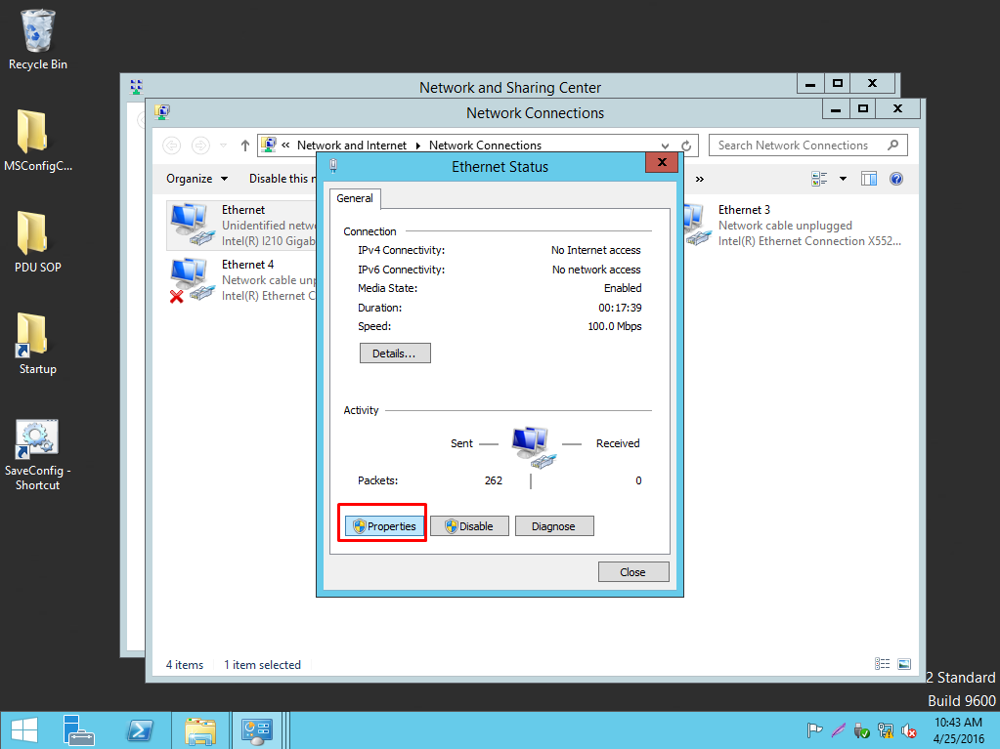 Recycle Bin
MSConfigC...
PDU SOP
Startup
SaveConfig -
Shortcut
Network and Sharing Center
Network Connections
« Network and Internet Network Connections
Search Network Connections
Organize
Disable this n
»
Ethernet
Unidentified netw
Intel(R) I210 Gigab
Ethernet 4
Network cable unp
Intel(R) Ethernet C
Ethernet 3
Network cable unplugged
Intel(R) Ethernet Connection X552...
Ethernet Status
General
Connection
IPv4 Connectivity: No Internet access
IPv6 Connectivity: No network access
Media State: Enabled
Duration: 00:17:39
Speed: 100.0 Mbps
Details...
Activity
Sent Received
Packets: 262 0
Properties Disable Diagnose
Close
4 items 1 item selected
2 Standard
Build 9600
10:43 AM
4/25/2016